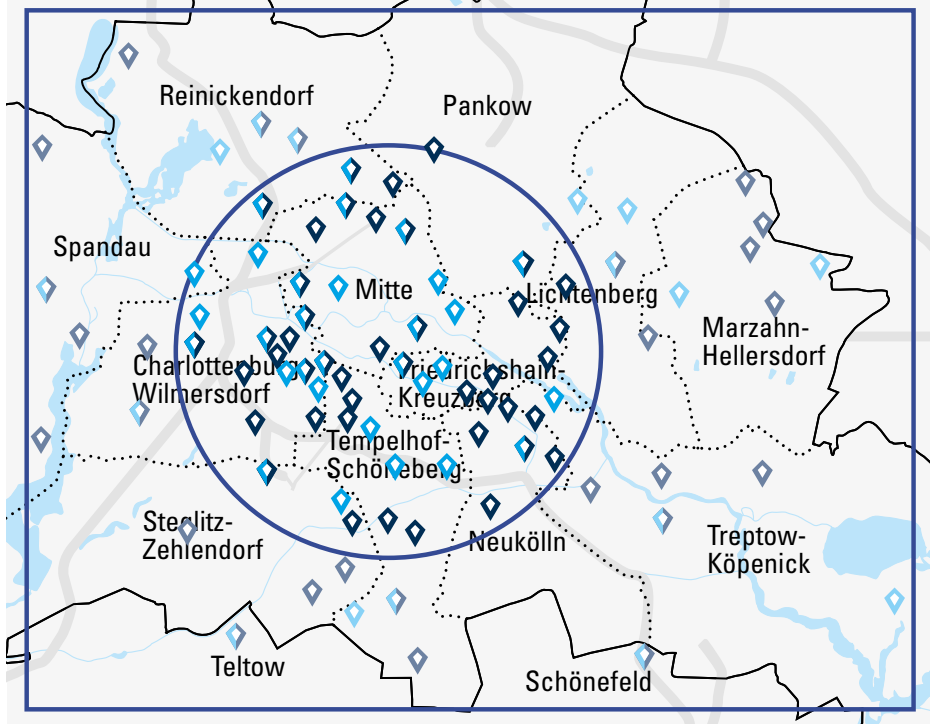 Reinickendorf
Pankow
Spandau
Mitte
Lichtenberg
Marzahn-
Hellersdorf
Charlottenburg
Wilmersdorf
Friedrichshain-
Kreuzberg
Tempelhof-
Schöneberg
Steglitz-
Zehlendorf
Neukölln
Treptow-
Köpenick
Teltow
Schönefeld